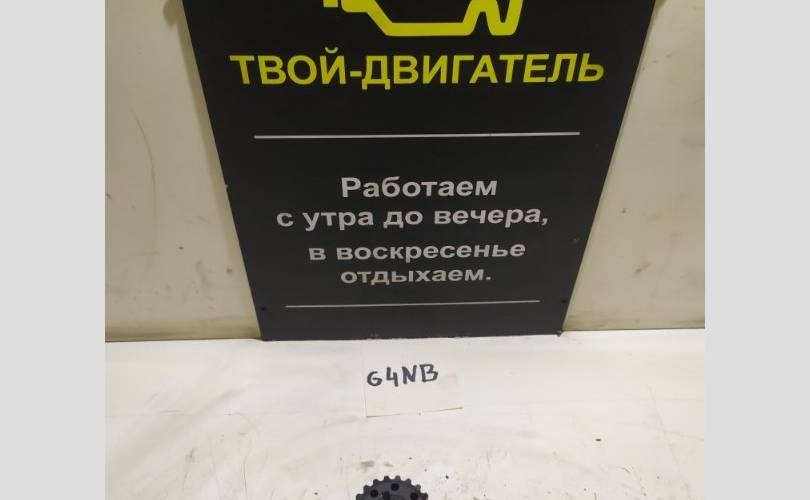 ТВОЙ-ДВИГАТЕЛЬ
Работаем
с утра до вечера,
в воскресенье
отдыхаем.
G4NB